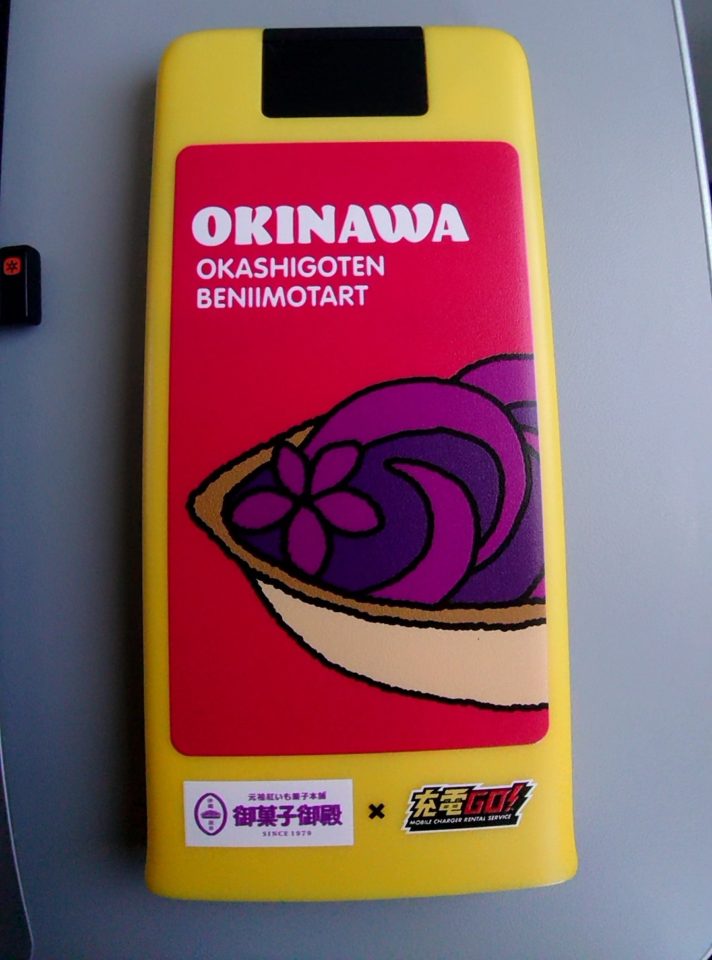 OKINAWA
OKASHIGOTEN
BENIIMOTART
元祖紅いも菓子本舗
御菓子御殿
SINCE 1979
×
充電GO!
MOBILE CHARGER RENTAL SERVICE